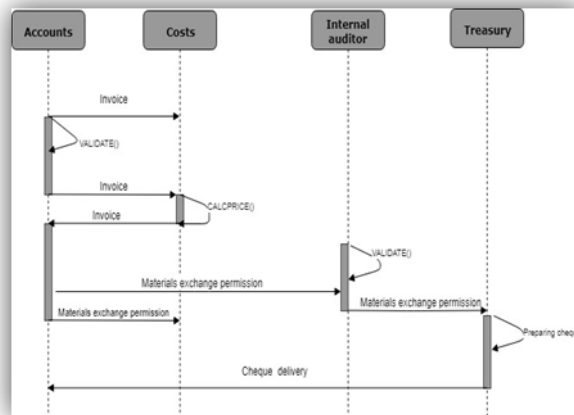 Accounts
Costs
Internal
auditor
Treasury
Invoice
VALIDATE()
Invoice
CALCPRICE()
Invoice
VALIDATE()
Materials exchange permission
Materials exchange permission
Materials exchange permission
Preparing cheq
Cheque delivery